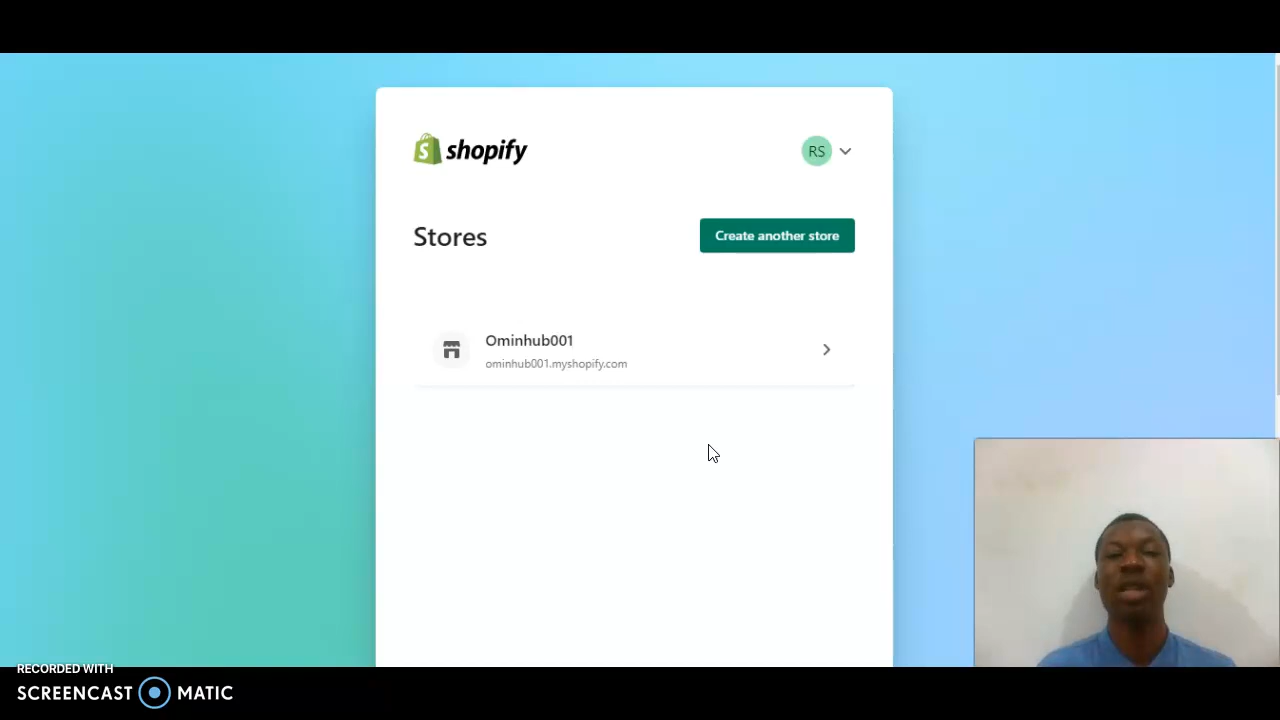 shopify
RS
Stores
Create another store
Ominhub001
ominhub001.myshopify.com
RECORDED WITH
SCREENCAST MATIC